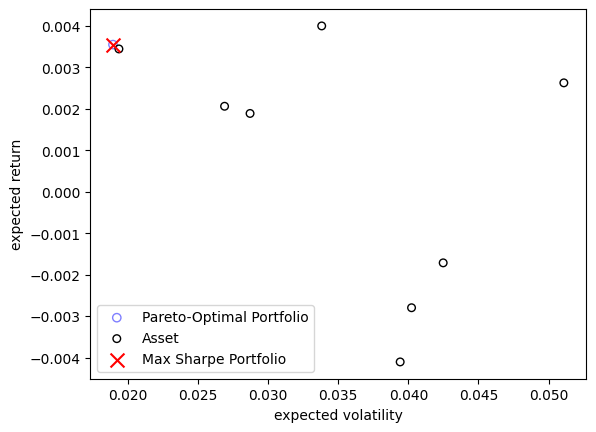 0.004
0.003
0.002
0.001
0.000
−0.001
−0.002
−0.003
−0.004
expected return
Pareto-Optimal Portfolio
Asset
Max Sharpe Portfolio
0.020 0.025 0.030 0.035 0.040 0.045 0.050
expected volatility